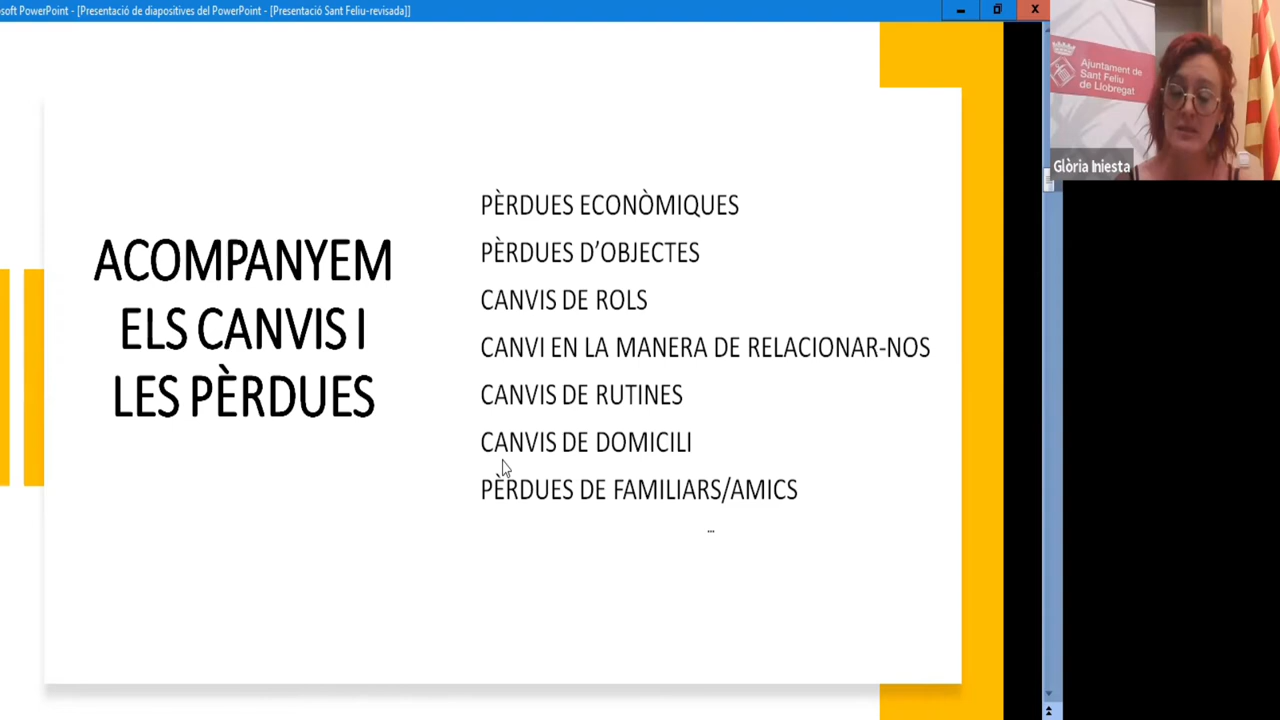 soft PowerPoint - [Presentació de diapositives del PowerPoint - [Presentació Sant Feliu-revisada]]
Ajuntament de
Sant Feliu
de Llobregat
Glòria Iniesta
ACOMPANYEM
ELS CANVIS I
LES PÈRDUES
PÈRDUES ECONÒMIQUES
PÈRDUES D’OBJECTES
CANVIS DE ROLS
CANVI EN LA MANERA DE RELACIONAR-NOS
CANVIS DE RUTINES
CANVIS DE DOMICILI
PÈRDUES DE FAMILIARS/AMICS
...